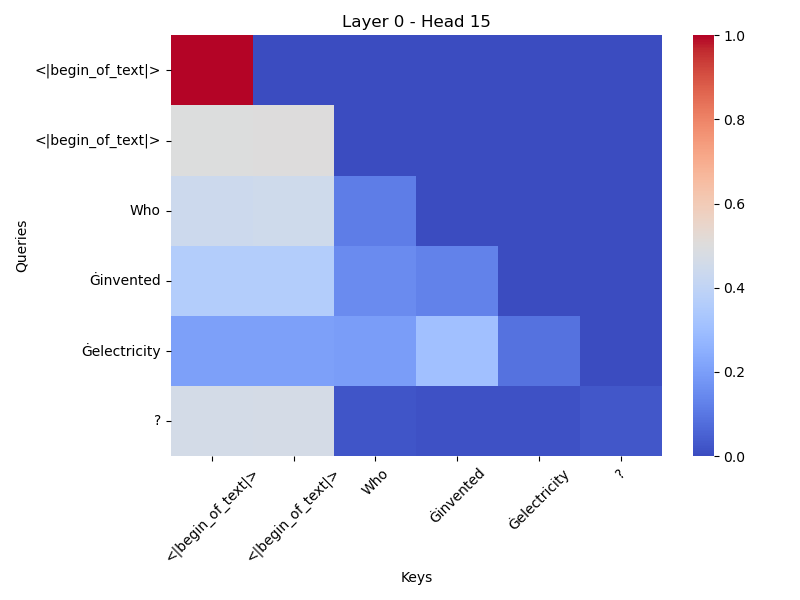 Layer 0 - Head 15
<|begin_of_text|>
<|begin_of_text|>
Who
Ġinvented
Ġelectricity
?
Queries
<|begin_of_text|>
<|begin_of_text|>
Who
Ġinvented
Ġelectricity
?
Keys
1.0
0.8
0.6
0.4
0.2
0.0